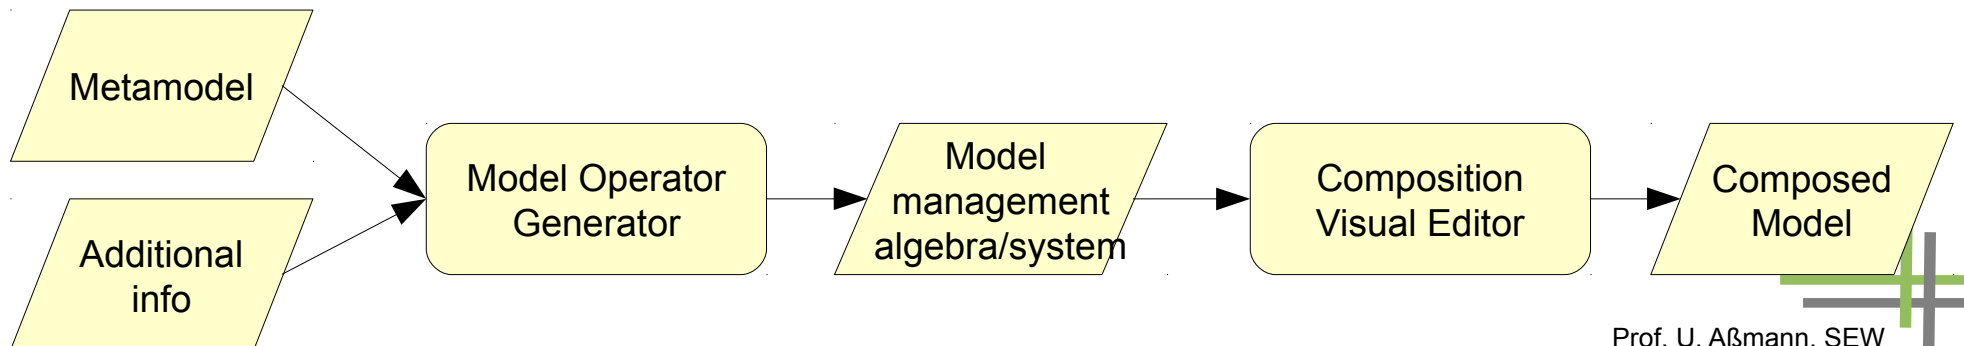 Metamodel
Additional
info
Model Operator
Generator
Model
management
algebra/system
Composition
Visual Editor
Composed
Model
Prof. U. Aßmann, SEW